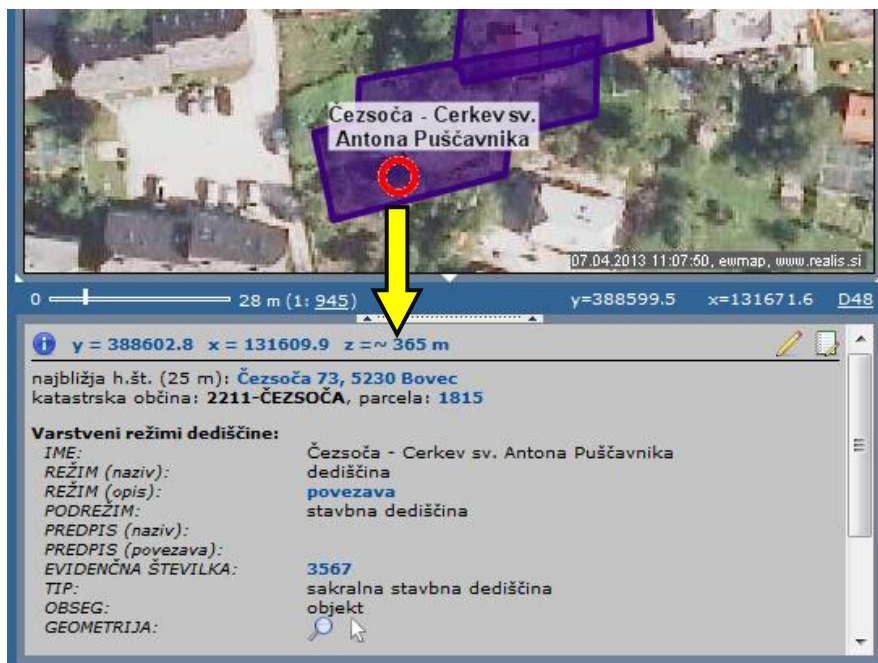 Čezsoča - Cerkev sv.
Antona Puščavnika
07.04.2013 11:07:50, ewmap, www.realis.si
0 28 m (1: 945) y=388599.5 x=131671.6 D48
y = 388602.8 x = 131609.9 z =~ 365 m
najbližja h.št. (25 m): Čezsoča 73, 5230 Bovec
katastrska občina: 2211-ČEZSOČA, parcela: 1815
Varstveni režimi dediščine:
IME: Čezsoča - Cerkev sv. Antona Puščavnika
REŽIM (naziv): dediščina
REŽIM (opis): povezava
PODREŽIM: stavbna dediščina
PREDPIS (naziv):
PREDPIS (povezava):
EVIDENČNA ŠTEVILKA: 3567
TIP: sakralna stavbna dediščina
OBSEG: objekt
GEOMETRIJA: